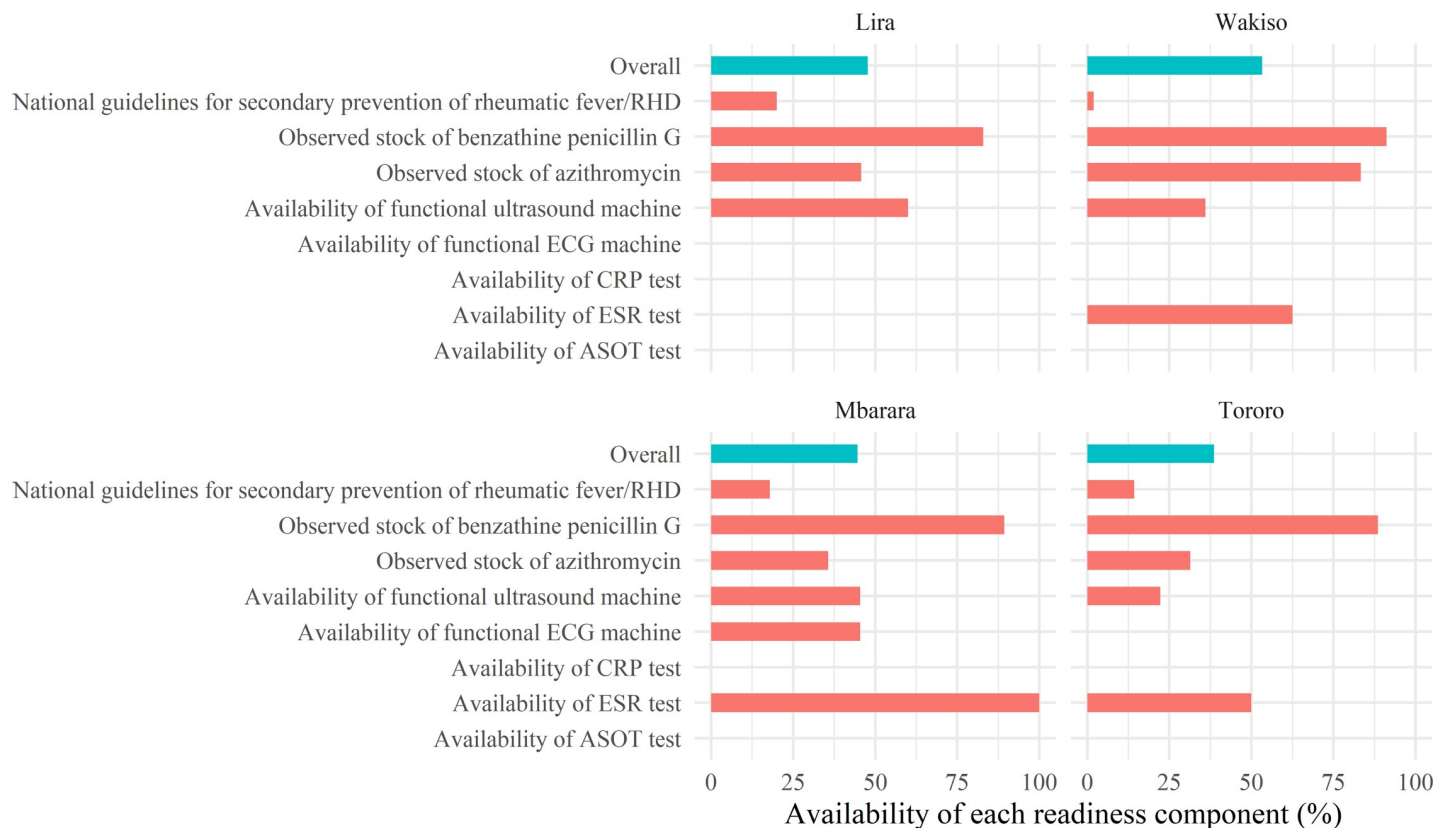 Lira
Wakiso
Overall
National guidelines for secondary prevention of rheumatic fever/RHD
Observed stock of benzathine penicillin G
Observed stock of azithromycin
Availability of functional ultrasound machine
Availability of functional ECG machine
Availability of CRP test
Availability of ESR test
Availability of ASOT test
Mbarara
Tororo
Overall
National guidelines for secondary prevention of rheumatic fever/RHD
Observed stock of benzathine penicillin G
Observed stock of azithromycin
Availability of functional ultrasound machine
Availability of functional ECG machine
Availability of CRP test
Availability of ESR test
Availability of ASOT test
0 25 50 75 100 0 25 50 75 100
Availability of each readiness component (%)